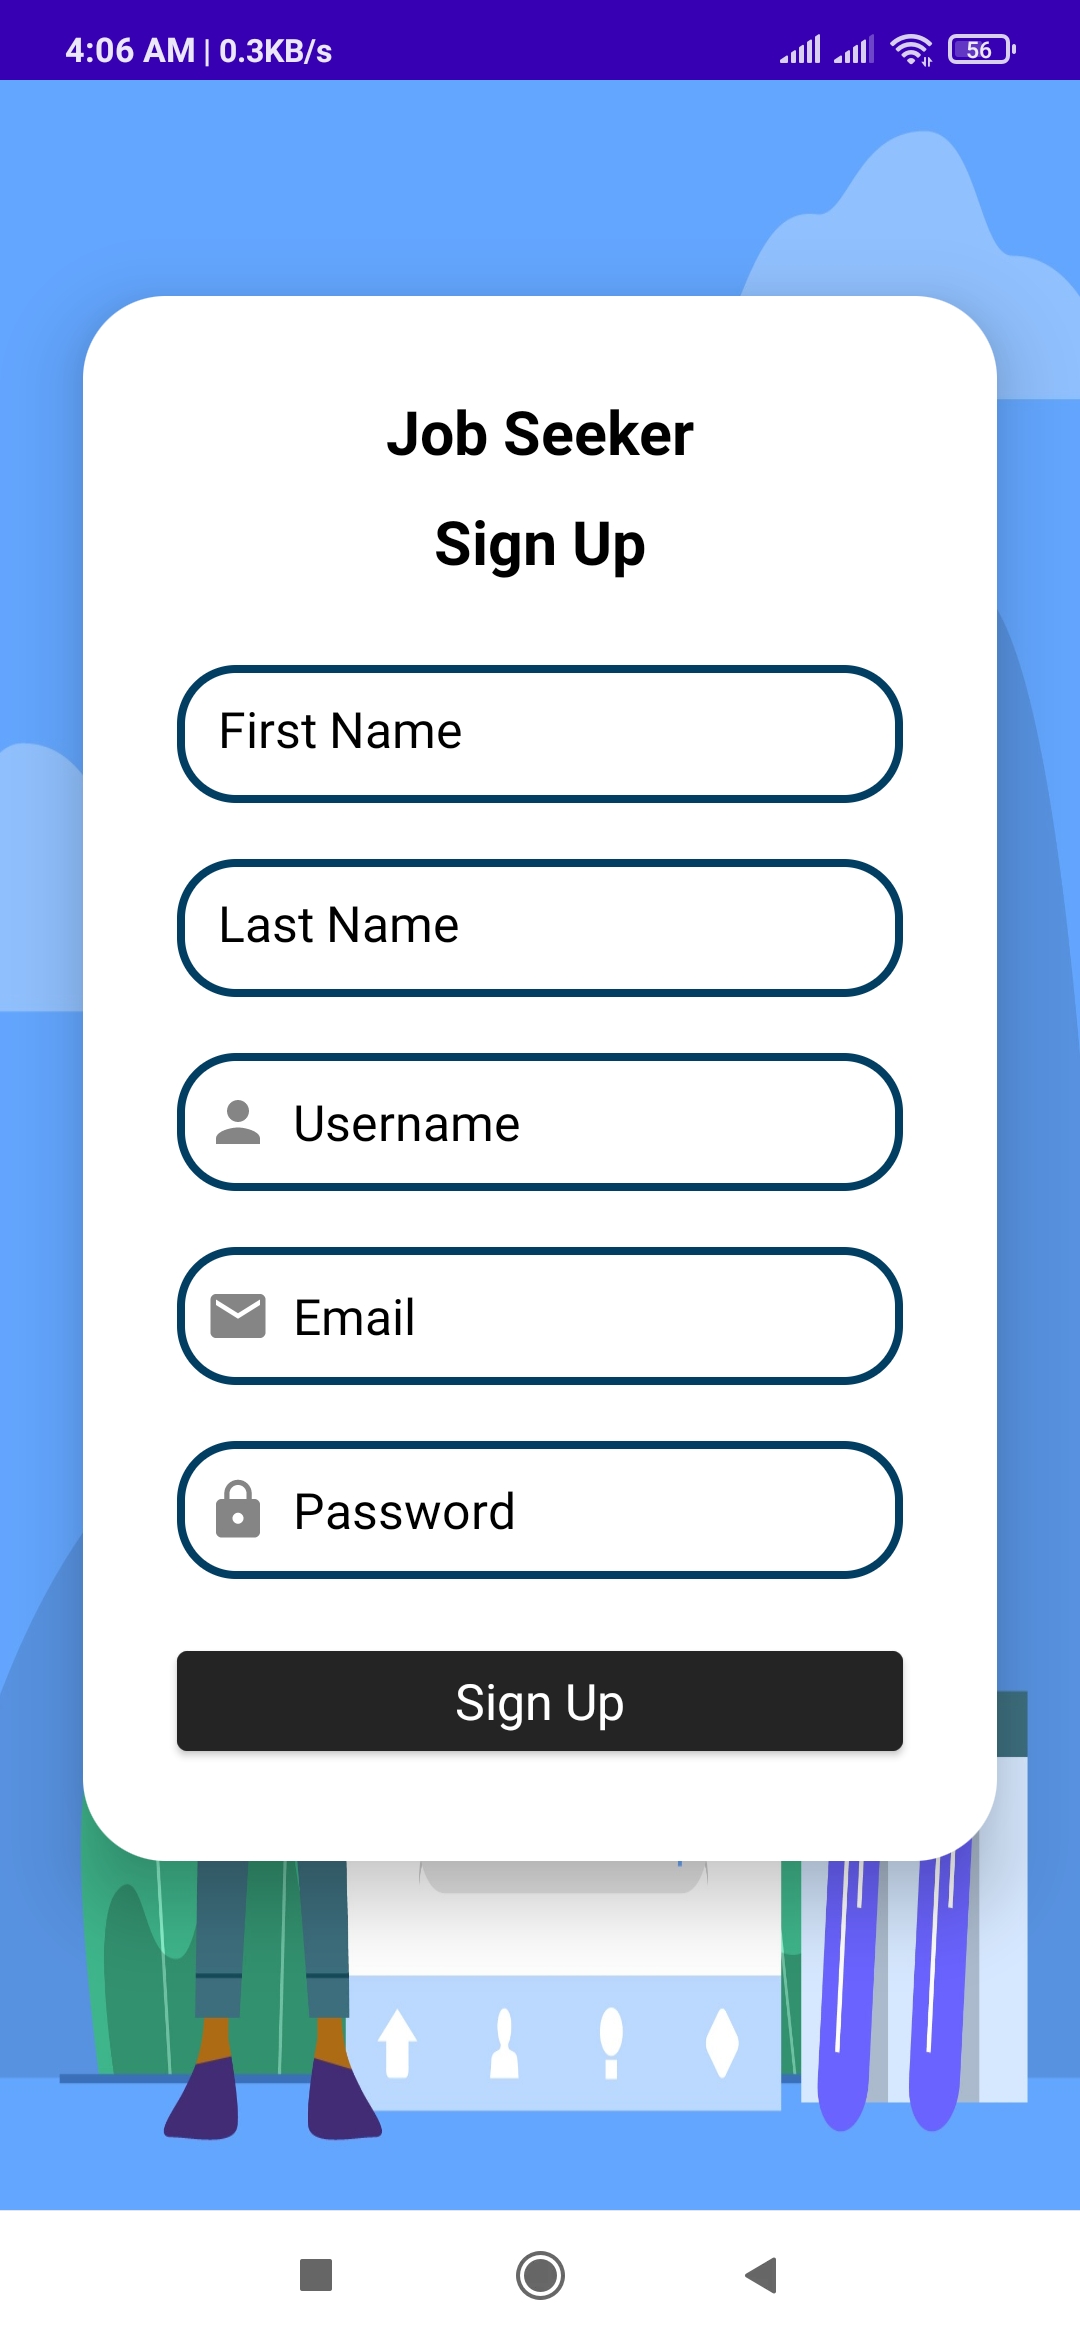 4:06 AM | 0.3KB/s 56
Job Seeker
Sign Up
First Name
Last Name
Username
Email
Password
Sign Up